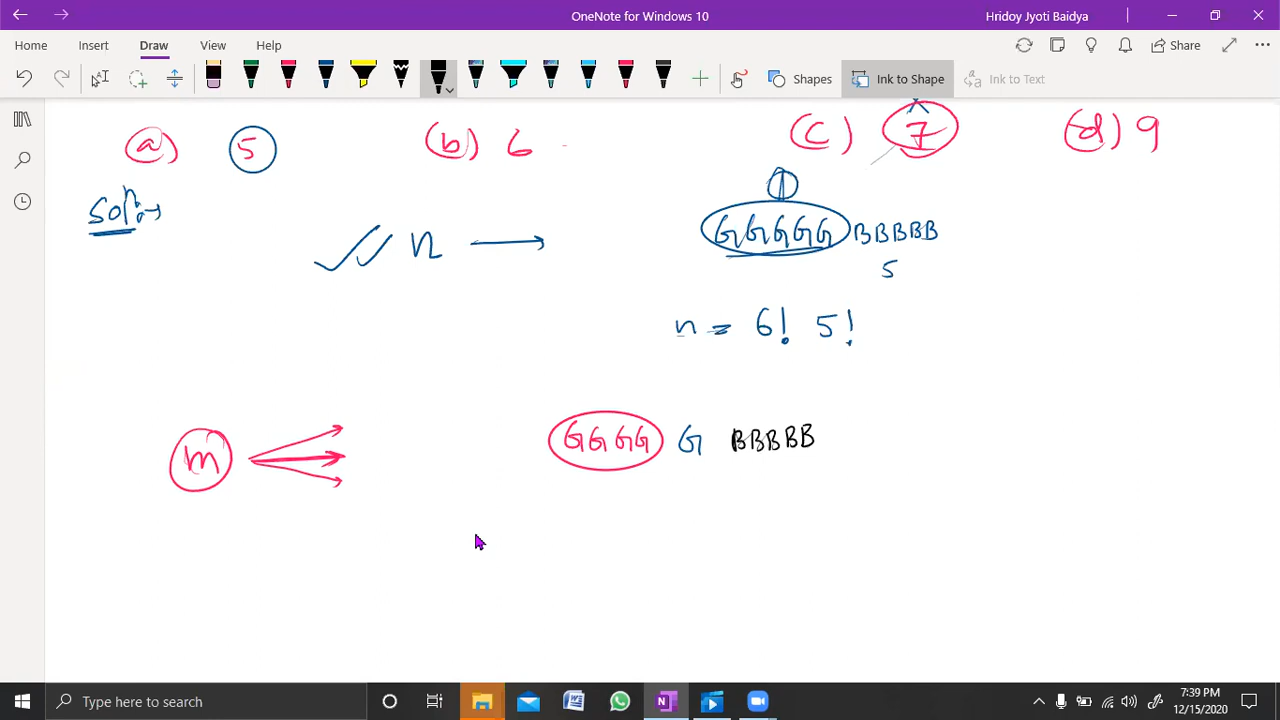 OneNote for Windows 10
Hridoy Jyoti Baidya
Home Insert Draw View Help
Share
Shapes
Ink to Shape
Ink to Text
(a) 5 (b) 6 (c) 7 (d) 9
Soln→
1
n → GGGGG BBBBB
5
n = 6! 5!
m GGGG G BBBBB
Type here to search
7:39 PM
12/15/2020